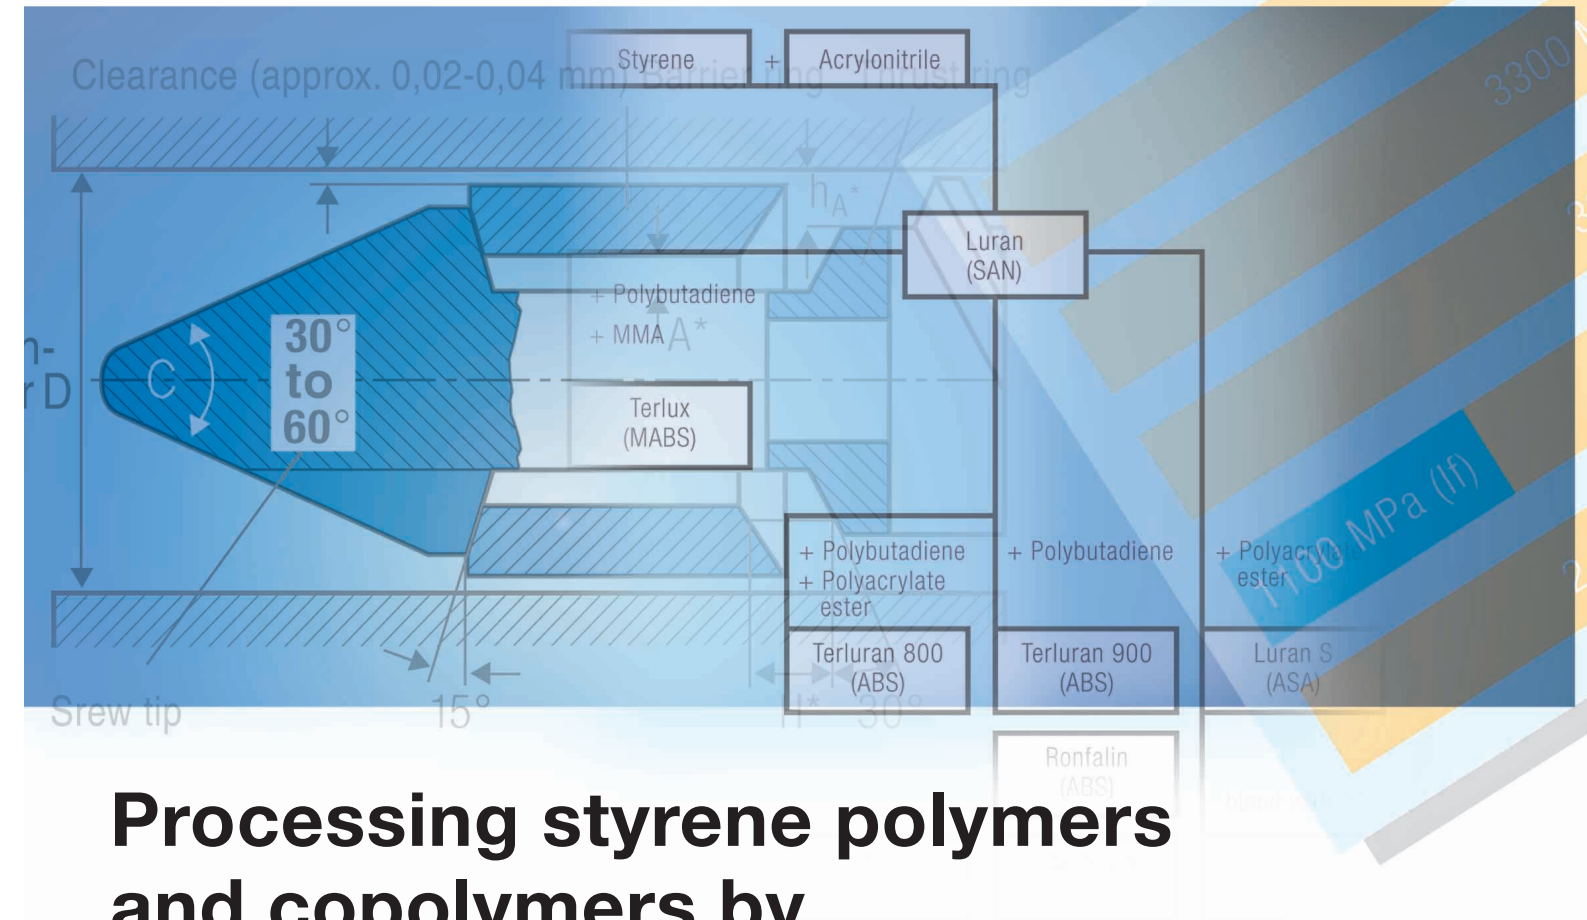 Styrene + Acrylonitrile
Clearance (approx. 0,02-0,04 mm) Barrier ring Thrust ring
3300
hA*
Luran
(SAN)
+ Polybutadiene
+ MMA
A*
30°
to
60°
C
r D
Terlux
(MABS)
1100 MPa (lf)
+ Polybutadiene
+ Polyacrylate
ester
+ Polybutadiene
+ Polyacrylate
ester
Terluran 800
(ABS)
Terluran 900
(ABS)
Luran S
(ASA)
Srew tip
15°
30°
Ronfalin
(ABS)
Processing styrene polymers
and copolymers by